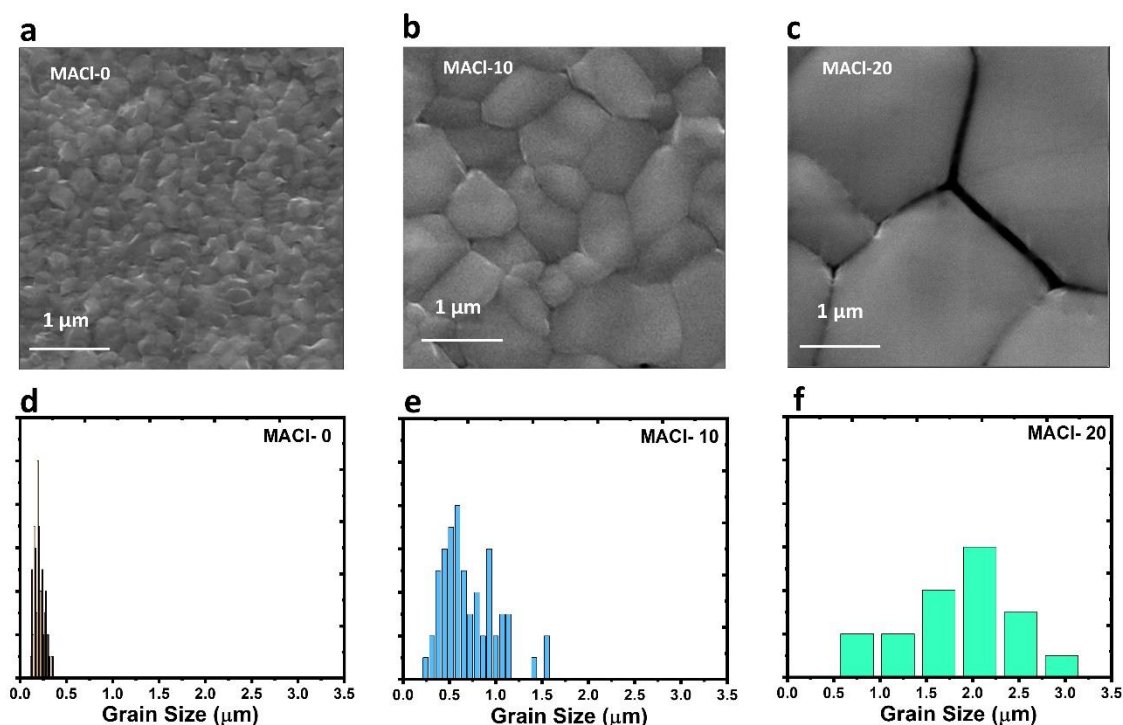 a
b
c
MACl-0
MACl-10
MACl-20
1 μm
1 μm
1 μm
d
e
f
MACl- 0
MACl- 10
MACl- 20
0.0 0.5 1.0 1.5 2.0 2.5 3.0 3.5
0.0 0.5 1.0 1.5 2.0 2.5 3.0 3.5
0.0 0.5 1.0 1.5 2.0 2.5 3.0 3.5
Grain Size (μm)
Grain Size (μm)
Grain Size (μm)